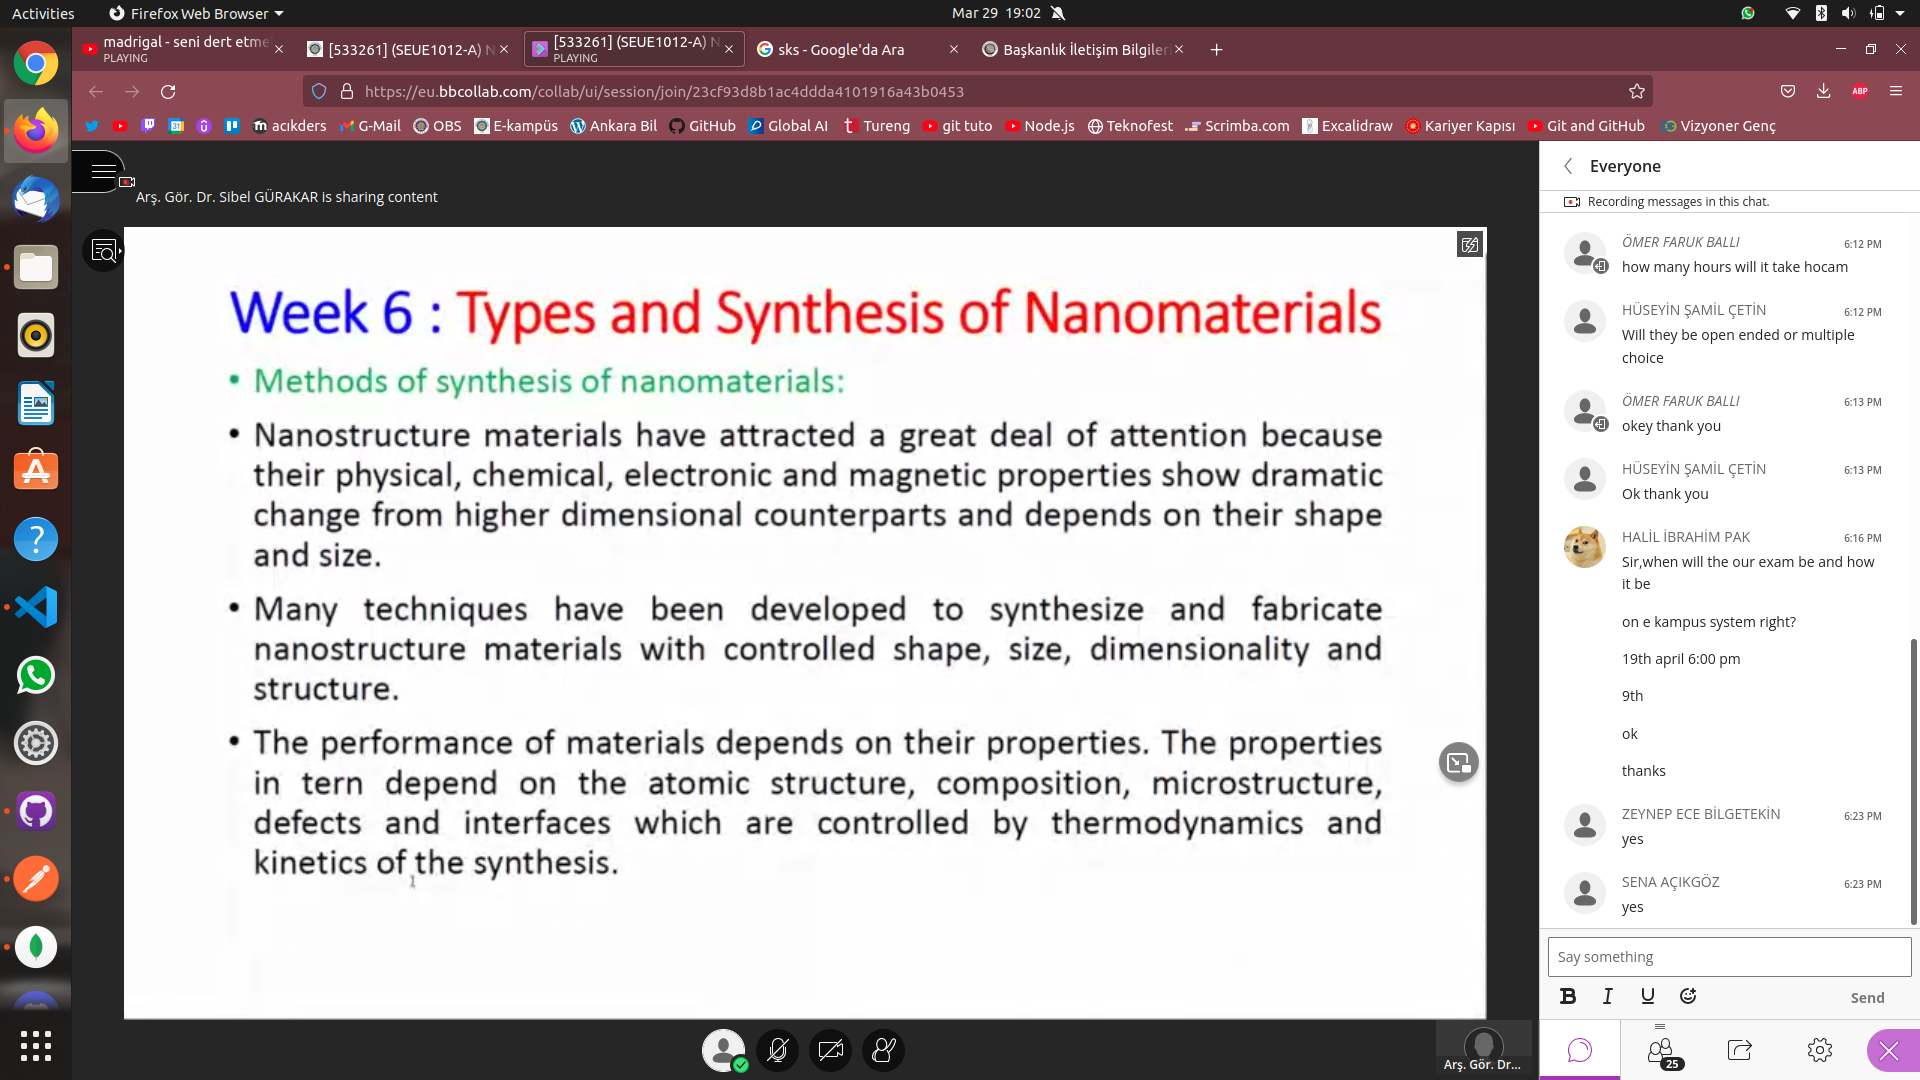 Activities
Firefox Web Browser
Mar 29 19:02
madrigal - seni dert etme
PLAYING
[533261] (SEUE1012-A) N
[533261] (SEUE1012-A) N
PLAYING
sks - Google'da Ara
Başkanlık İletişim Bilgiler
https://eu.bbcollab.com/collab/ui/session/join/23cf93d8b1ac4ddda4101916a43b0453
ABP
acıkders
G-Mail
OBS
E-kampüs
Ankara Bil
GitHub
Global AI
Tureng
git tuto
Node.js
Teknofest
Scrimba.com
Excalidraw
Kariyer Kapısı
Git and GitHub
Vizyoner Genç
Arş. Gör. Dr. Sibel GÜRAKAR is sharing content
Week 6 : Types and Synthesis of Nanomaterials
• Methods of synthesis of nanomaterials:
• Nanostructure materials have attracted a great deal of attention because
their physical, chemical, electronic and magnetic properties show dramatic
change from higher dimensional counterparts and depends on their shape
and size.
• Many techniques have been developed to synthesize and fabricate
nanostructure materials with controlled shape, size, dimensionality and
structure.
• The performance of materials depends on their properties. The properties
in tern depend on the atomic structure, composition, microstructure,
defects and interfaces which are controlled by thermodynamics and
kinetics of the synthesis.
Arş. Gör. Dr...
Everyone
Recording messages in this chat.
ÖMER FARUK BALLI 6:12 PM
how many hours will it take hocam
HÜSEYİN ŞAMİL ÇETİN 6:12 PM
Will they be open ended or multiple
choice
ÖMER FARUK BALLI 6:13 PM
okey thank you
HÜSEYİN ŞAMİL ÇETİN 6:13 PM
Ok thank you
HALİL İBRAHİM PAK 6:16 PM
Sir,when will the our exam be and how
it be
on e kampus system right?
19th april 6:00 pm
9th
ok
thanks
ZEYNEP ECE BİLGETEKİN 6:23 PM
yes
SENA AÇIKGÖZ 6:23 PM
yes
Say something
B I U
Send
25